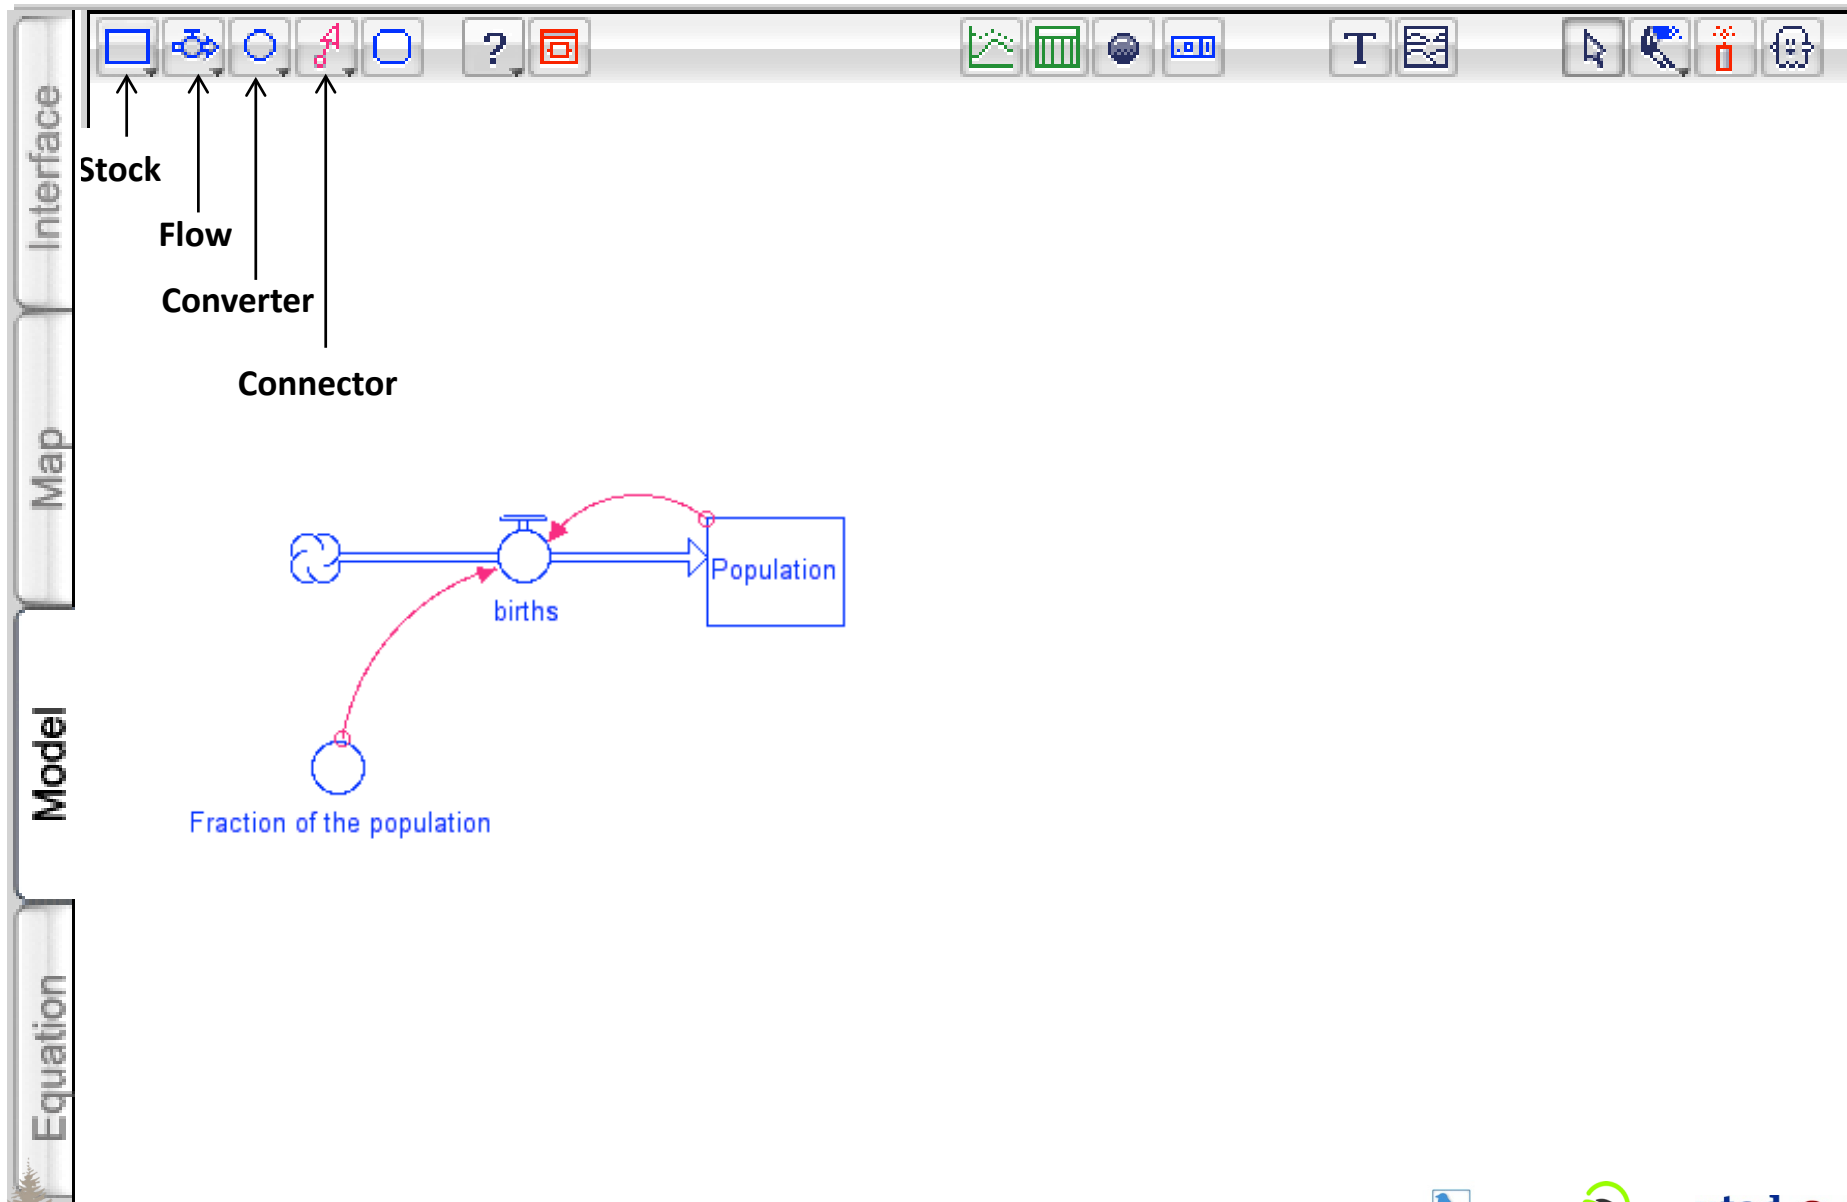 Interface
Map
Model
Equation
?
T
Stock
Flow
Converter
Connector
Population
births
Fraction of the population